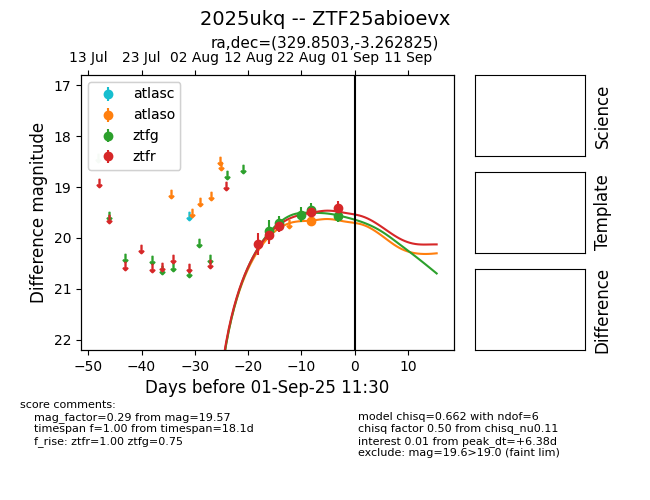 2025ukq -- ZTF25abioevx
ra,dec=(329.8503,-3.262825)
13 Jul 23 Jul 02 Aug 12 Aug 22 Aug 01 Sep 11 Sep
atlasc
atlaso
ztfg
ztfr
17
18
19
20
21
22
Difference magnitude
−50 −40 −30 −20 −10 0 10
Days before 01-Sep-25 11:30
Science
Template
Difference
score comments:
mag_factor=0.29 from mag=19.57
timespan f=1.00 from timespan=18.1d
f_rise: ztfr=1.00 ztfg=0.75
model chisq=0.662 with ndof=6
chisq factor 0.50 from chisq_nu0.11
interest 0.01 from peak_dt=+6.38d
exclude: mag=19.6>19.0 (faint lim)